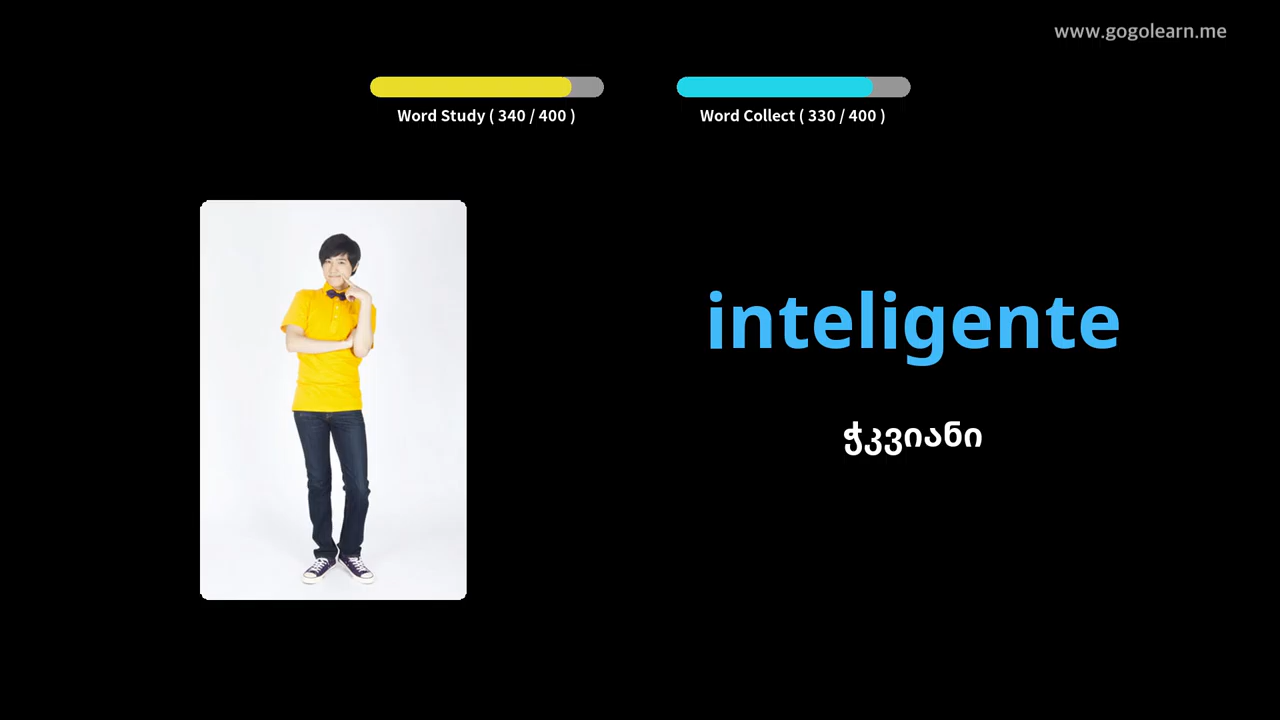 www.gogolearn.me
Word Study ( 340 / 400 )
Word Collect ( 330 / 400 )
inteligente
ჭკვიანი